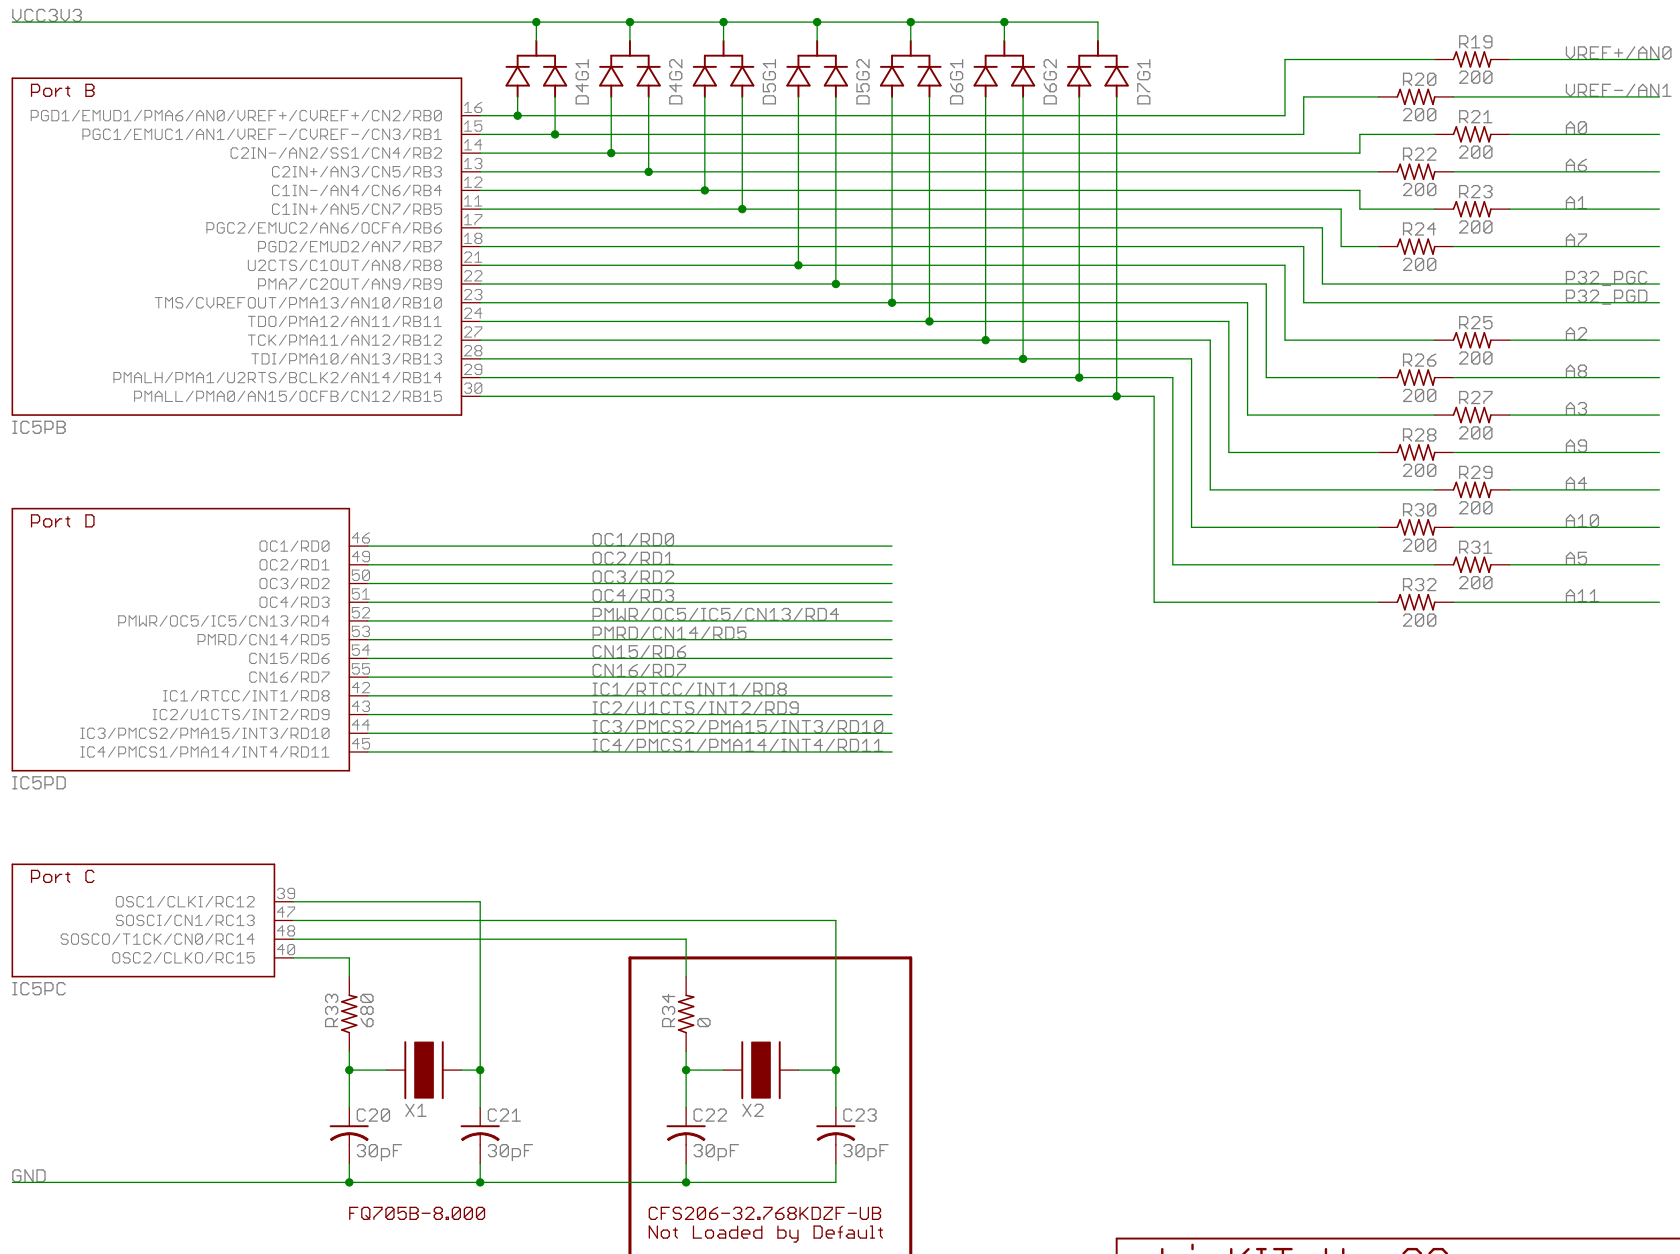 VCC3V3
Port B
PGD1/EMUD1/PMA6/AN0/VREF+/CVREF+/CN2/RB0 16
PGC1/EMUC1/AN1/VREF-/CVREF-/CN3/RB1 15
C2IN-/AN2/SS1/CN4/RB2 14
C2IN+/AN3/CN5/RB3 13
C1IN-/AN4/CN6/RB4 12
C1IN+/AN5/CN7/RB5 11
PGC2/EMUC2/AN6/OCFA/RB6 17
PGD2/EMUD2/AN7/RB7 18
U2CTS/C1OUT/AN8/RB8 21
PMA7/C2OUT/AN9/RB9 22
TMS/CVREFOUT/PMA13/AN10/RB10 23
TDO/PMA12/AN11/RB11 24
TCK/PMA11/AN12/RB12 27
TDI/PMA10/AN13/RB13 28
PMALH/PMA1/U2RTS/BCLK2/AN14/RB14 29
PMALL/PMA0/AN15/OCFB/CN12/RB15 30
IC5PB
D4G1
D4G2
D5G1
D5G2
D6G1
D6G2
D7G1
R19 200 VREF+/AN0
R20 200 VREF-/AN1
R21 200 A0
R22 200 A6
R23 200 A1
R24 200 A7
P32_PGC
P32_PGD
R25 200 A2
R26 200 A8
R27 200 A3
R28 200 A9
R29 200 A4
R30 200 A10
R31 200 A5
R32 200 A11
Port D
OC1/RD0 46 OC1/RD0
OC2/RD1 49 OC2/RD1
OC3/RD2 50 OC3/RD2
OC4/RD3 51 OC4/RD3
PMWR/OC5/IC5/CN13/RD4 52 PMWR/OC5/IC5/CN13/RD4
PMRD/CN14/RD5 53 PMRD/CN14/RD5
CN15/RD6 54 CN15/RD6
CN16/RD7 55 CN16/RD7
IC1/RTCC/INT1/RD8 42 IC1/RTCC/INT1/RD8
IC2/U1CTS/INT2/RD9 43 IC2/U1CTS/INT2/RD9
IC3/PMCS2/PMA15/INT3/RD10 44 IC3/PMCS2/PMA15/INT3/RD10
IC4/PMCS1/PMA14/INT4/RD11 45 IC4/PMCS1/PMA14/INT4/RD11
IC5PD
Port C
OSC1/CLKI/RC12 39
SOSCI/CN1/RC13 47
SOSCO/T1CK/CN0/RC14 48
OSC2/CLKO/RC15 40
IC5PC
R33 680
R34 0
X1
X2
C20 30pF
C21 30pF
C22 30pF
C23 30pF
GND
FQ705B-8.000
CFS206-32.768KDZF-UB
Not Loaded by Default